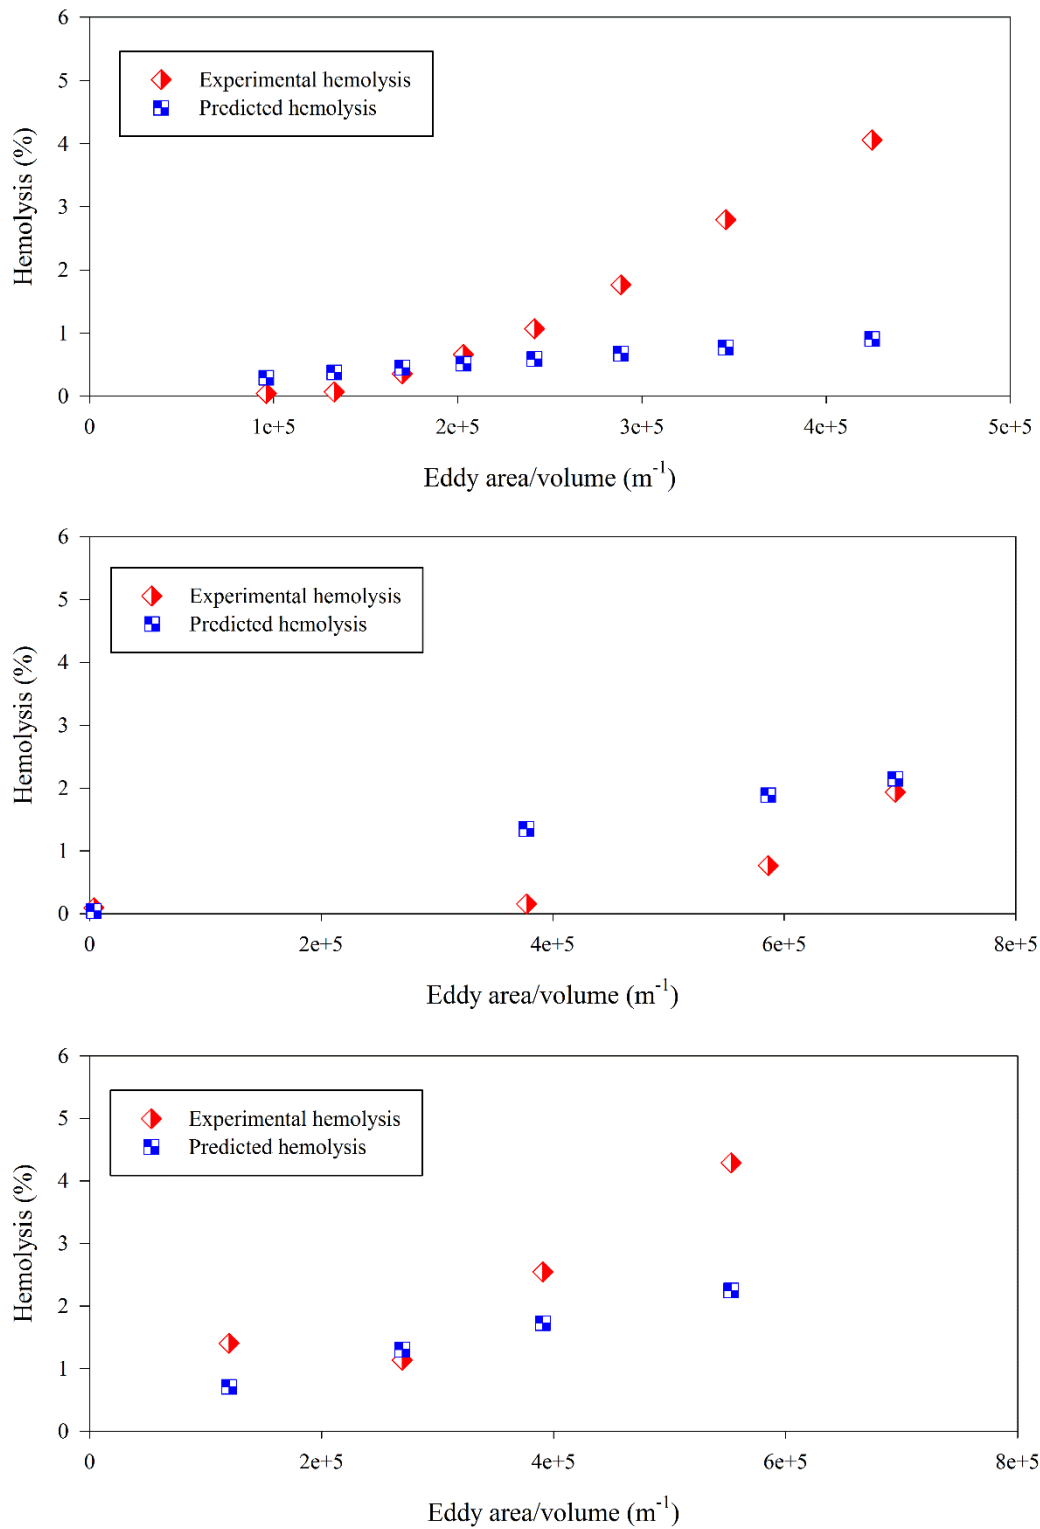 6
5
4
3
2
1
0
Hemolysis (%)
Experimental hemolysis
Predicted hemolysis
0 1e+5 2e+5 3e+5 4e+5 5e+5
Eddy area/volume (m⁻¹)
6
5
4
3
2
1
0
Hemolysis (%)
Experimental hemolysis
Predicted hemolysis
0 2e+5 4e+5 6e+5 8e+5
Eddy area/volume (m⁻¹)
6
5
4
3
2
1
0
Hemolysis (%)
Experimental hemolysis
Predicted hemolysis
0 2e+5 4e+5 6e+5 8e+5
Eddy area/volume (m⁻¹)